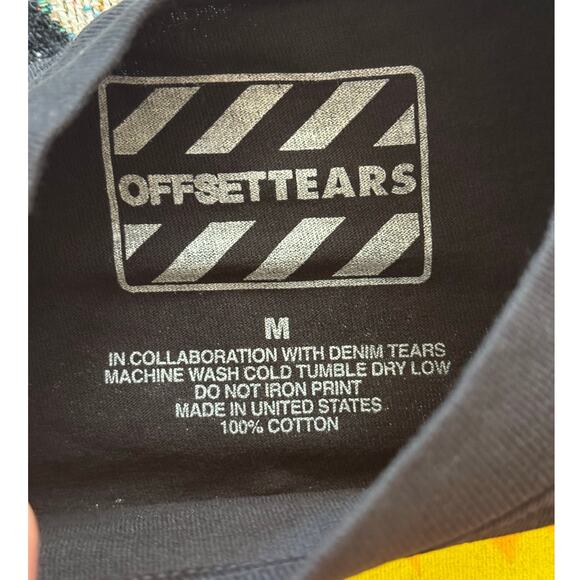 OFFSETTEARS
M
IN COLLABORATION WITH DENIM TEARS
MACHINE WASH COLD TUMBLE DRY LOW
DO NOT IRON PRINT
MADE IN UNITED STATES
100% COTTON